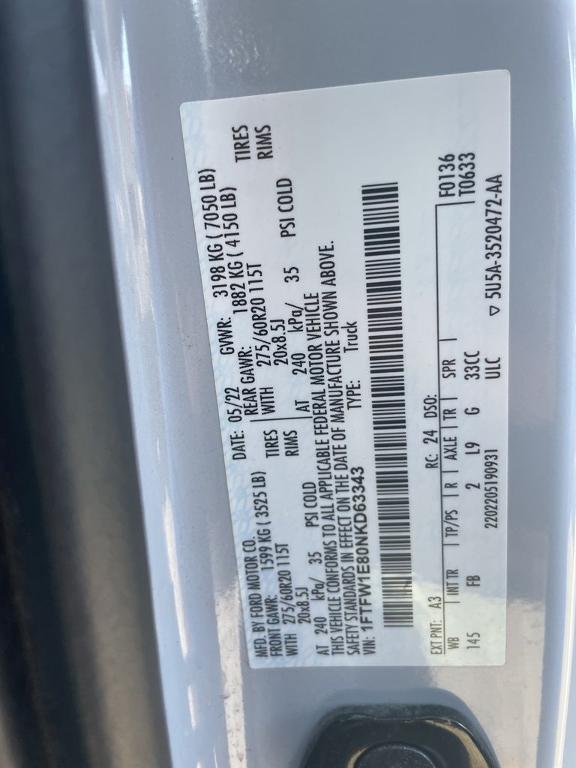 MFD. BY FORD MOTOR CO.
DATE: 05/22 GVWR: 3198 KG ( 7050 LB)
FRONT GAWR: 1599 KG ( 3525 LB) REAR GAWR: 1882 KG ( 4150 LB)
WITH 275/60R20 115T TIRES WITH 275/60R20 115T TIRES
20x8.5J RIMS 20x8.5J RIMS
AT 240 kPa/ 35 PSI COLD AT 240 kPa/ 35 PSI COLD
THIS VEHICLE CONFORMS TO ALL APPLICABLE FEDERAL MOTOR VEHICLE
SAFETY STANDARDS IN EFFECT ON THE DATE OF MANUFACTURE SHOWN ABOVE.
VIN: 1FTFW1E80NKD63343 TYPE: Truck
F0136
T0633
EXT PNT: A3 RC: 24 DSO:
WB INT TR TP/PS R AXLE TR SPR
145 FB 2 L9 G 33CC
2202205190931 ULC ▽ 5U5A-3520472-AA